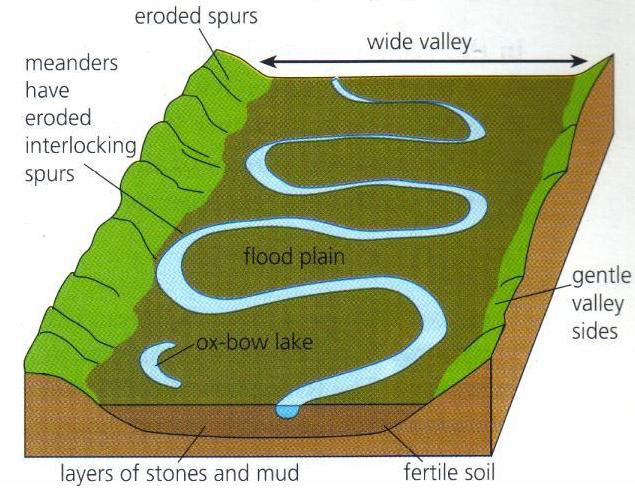 eroded spurs
wide valley
meanders
have
eroded
interlocking
spurs
flood plain
gentle
valley
sides
ox-bow lake
layers of stones and mud
fertile soil